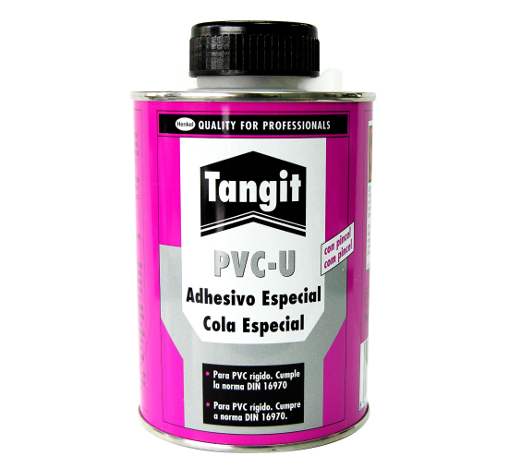 Henkel QUALITY FOR PROFESSIONALS
Tangit
PVC-U
con pincel
com pincel
Adhesivo Especial
Cola Especial
• Para PVC rígido. Cumple
la norma DIN 16970
• Para PVC rígido. Cumpre
a norma DIN 16970.